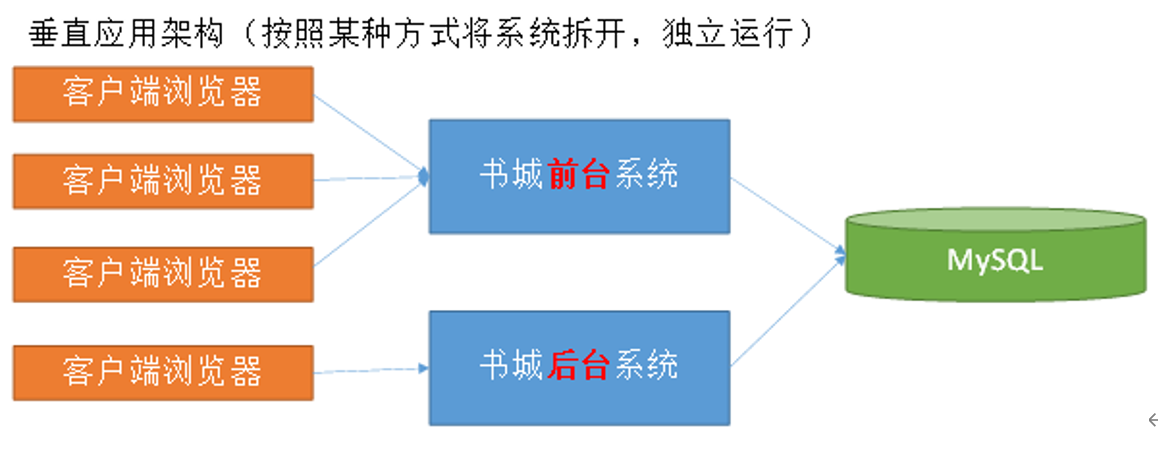 垂直应用架构（按照某种方式将系统拆开，独立运行）
客户端浏览器
客户端浏览器
客户端浏览器
客户端浏览器
书城前台系统
书城后台系统
MySQL